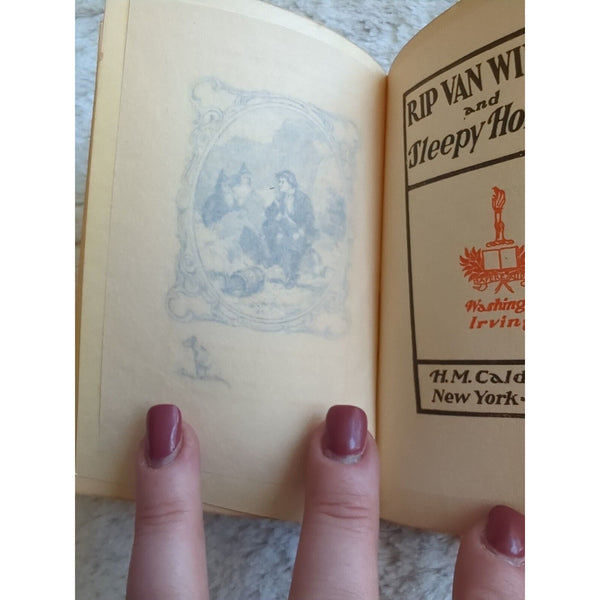 RIP VAN WI
and
Sleepy Ho
Washing
Irving
H.M. Cald
New York-